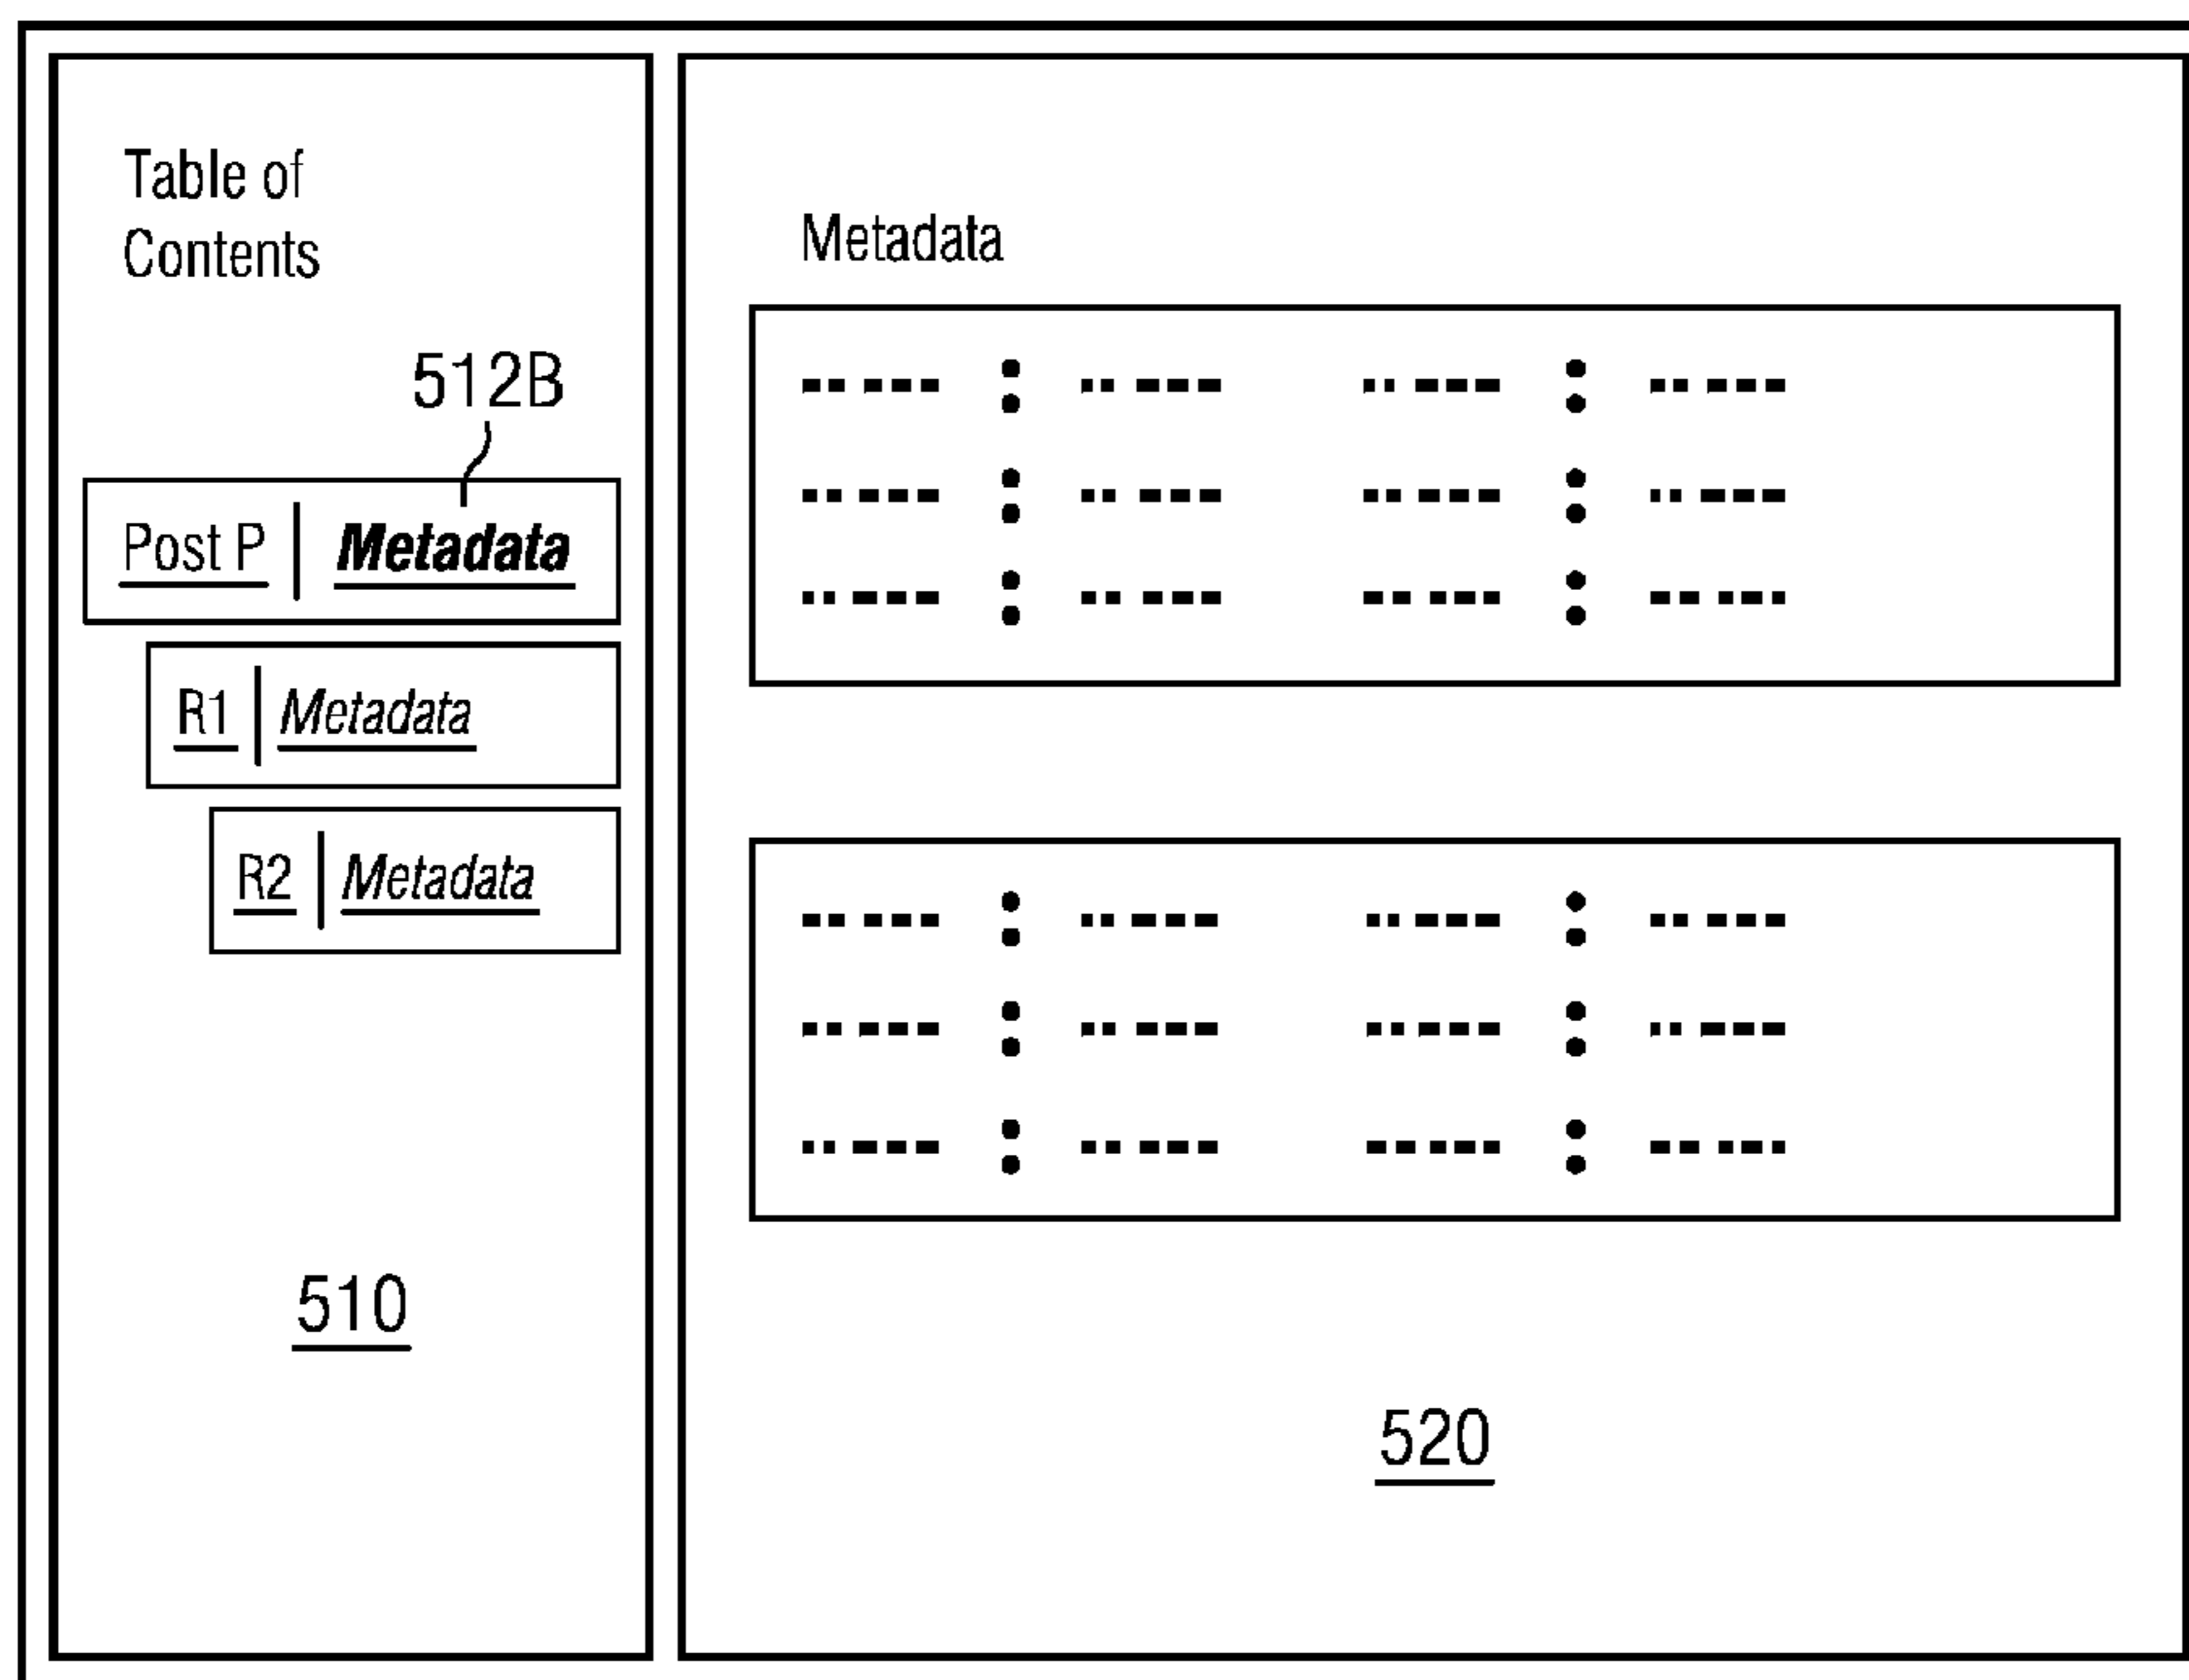 Table of
Contents
512B
Post P | Metadata
R1 | Metadata
R2 | Metadata
510
Metadata
520